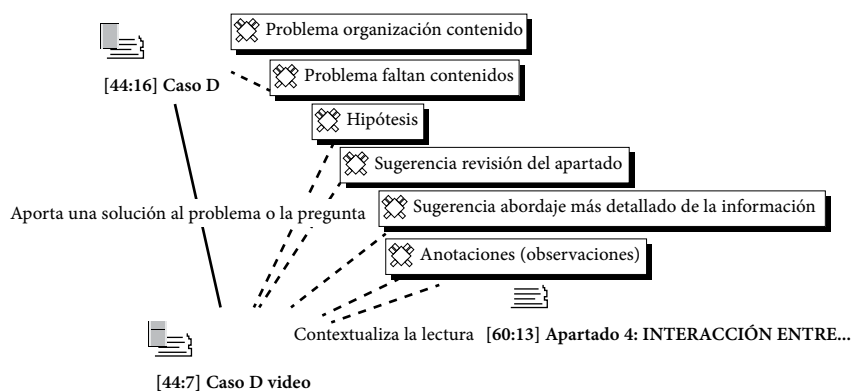 Problema organización contenido
Problema faltan contenidos
[44:16] Caso D
Hipótesis
Sugerencia revisión del apartado
Aporta una solución al problema o la pregunta
Sugerencia abordaje más detallado de la información
Anotaciones (observaciones)
Contextualiza la lectura
[60:13] Apartado 4: INTERACCIÓN ENTRE...
[44:7] Caso D video